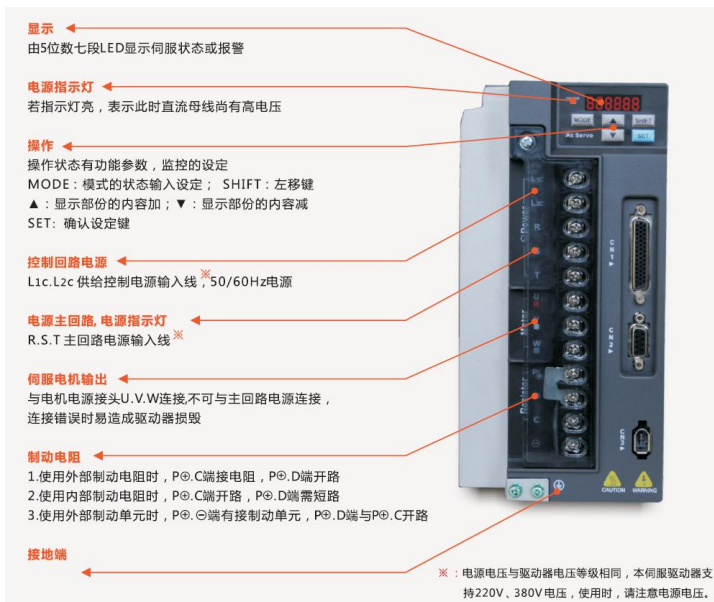 显示
由5位数七段LED显示伺服状态或报警
电源指示灯
若指示灯亮，表示此时直流母线尚有高电压
操作
操作状态有功能参数，监控的设定
MODE：模式的状态输入设定； SHIFT：左移键
▲：显示部份的内容加；▼：显示部份的内容减
SET: 确认设定键
控制回路电源
L1c.L2c 供给控制电源输入线※,50/60Hz电源
电源主回路, 电源指示灯
R.S.T 主回路电源输入线※
伺服电机输出
与电机电源接头U.V.W连接,不可与主回路电源连接，
连接错误时易造成驱动器损毁
制动电阻
1.使用外部制动电阻时，P⊕.C端接电阻，P⊕.D端开路
2.使用内部制动电阻时，P⊕.C端开路，P⊕.D端需短路
3.使用外部制动单元时，P⊕.⊖端有接制动单元，P⊕.D端与P⊕.C开路
接地端
888888
MODE
▲
SHIFT
Ac Servo
▼
SET
L1C
L2C
R
S
T
Power
U
V
W
Motor
P
C
⊖
Resistor
CN1
CN2
CN3
CAUTION
WARNING
※：电源电压与驱动器电压等级相同，本伺服驱动器支
持220V、380V电压，使用时，请注意电源电压。